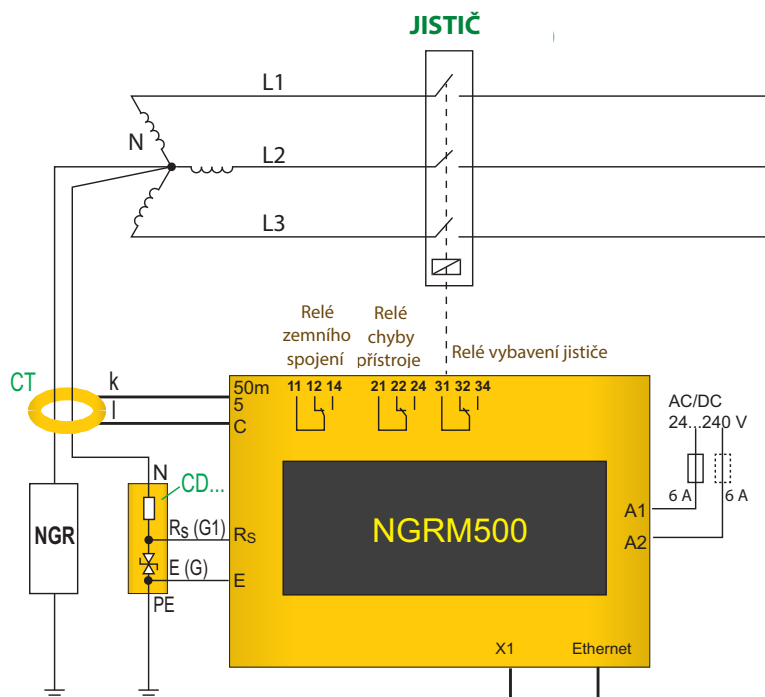 JISTIČ
L1
N
L2
L3
Relé zemního spojení
Relé chyby přístroje
Relé vybavení jističe
CT
k
l
50m
5
C
11 12 14
21 22 24
31 32 34
AC/DC
24...240 V
6 A
6 A
N
CD...
NGR
RS (G1)
RS
E (G)
E
PE
NGRM500
A1
A2
X1
Ethernet